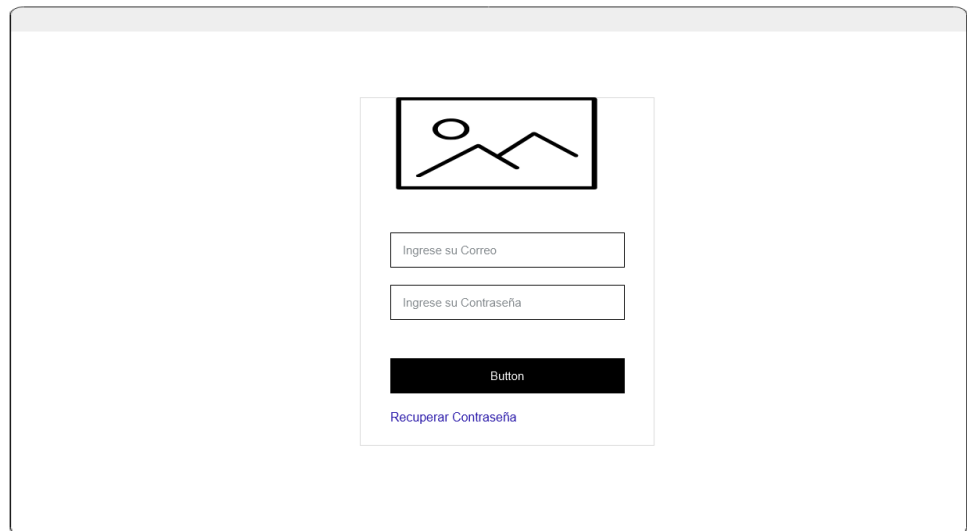 Ingrese su Correo
Ingrese su Contraseña
Button
Recuperar Contraseña